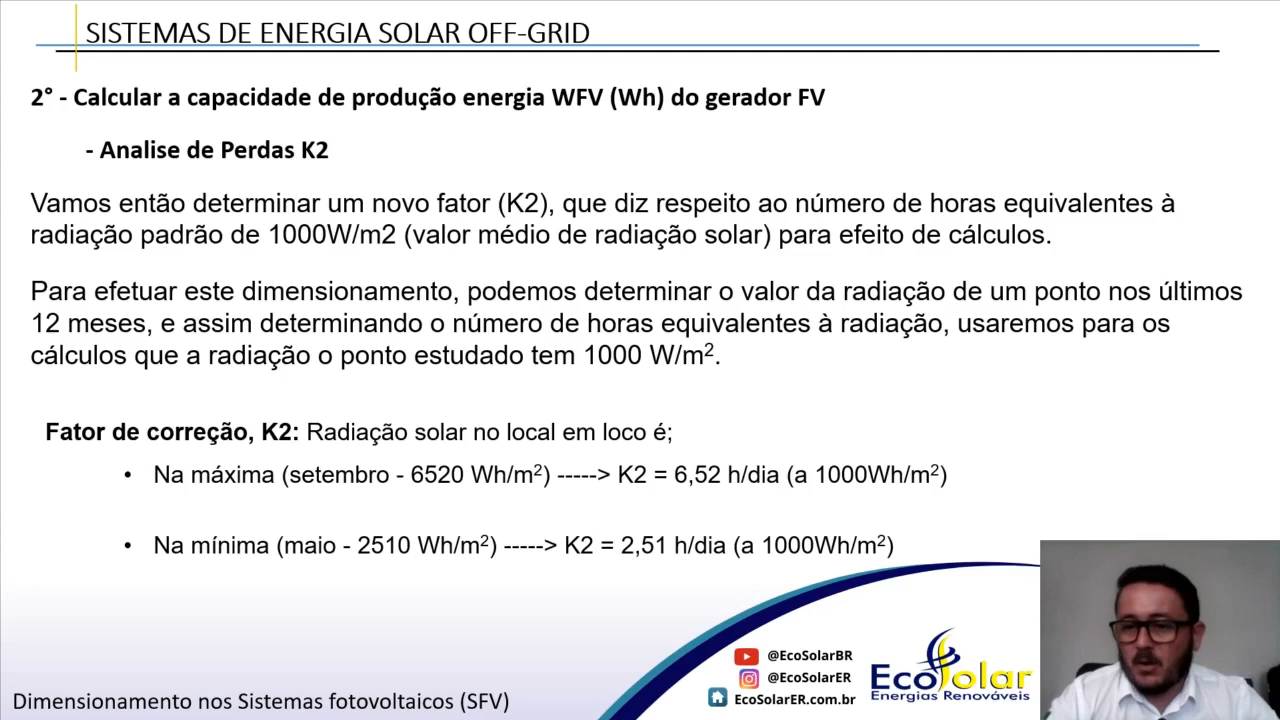 SISTEMAS DE ENERGIA SOLAR OFF-GRID
2° - Calcular a capacidade de produção energia WFV (Wh) do gerador FV
- Analise de Perdas K2
Vamos então determinar um novo fator (K2), que diz respeito ao número de horas equivalentes à
radiação padrão de 1000W/m2 (valor médio de radiação solar) para efeito de cálculos.
Para efetuar este dimensionamento, podemos determinar o valor da radiação de um ponto nos últimos
12 meses, e assim determinando o número de horas equivalentes à radiação, usaremos para os
cálculos que a radiação o ponto estudado tem 1000 W/m².
Fator de correção, K2: Radiação solar no local em loco é;
• Na máxima (setembro - 6520 Wh/m²) -----> K2 = 6,52 h/dia (a 1000Wh/m²)
• Na mínima (maio - 2510 Wh/m²) -----> K2 = 2,51 h/dia (a 1000Wh/m²)
@EcoSolarBR
@EcoSolarER
EcoSolarER.com.br
EcoSolar
Energias Renováveis
Dimensionamento nos Sistemas fotovoltaicos (SFV)